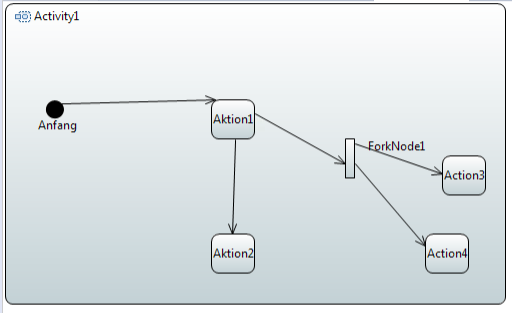 Activity1
Anfang
Aktion1
ForkNode1
Action3
Aktion2
Action4